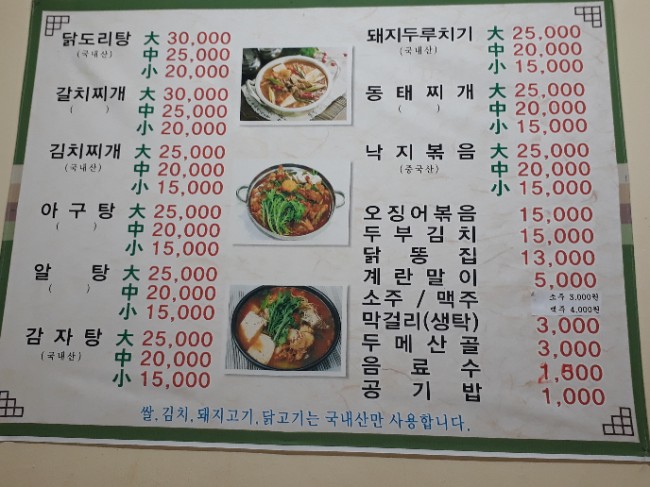 닭도리탕 大 30,000
(국내산) 中 25,000
小 20,000
갈치찌개 大 30,000
( ) 中 25,000
小 20,000
김치찌개 大 25,000
(국내산) 中 20,000
小 15,000
아구탕 大 25,000
( ) 中 20,000
小 15,000
알탕 大 25,000
( ) 中 20,000
小 15,000
감자탕 大 25,000
(국내산) 中 20,000
小 15,000
돼지두루치기 大 25,000
(국내산) 中 20,000
小 15,000
동태찌개 大 25,000
( ) 中 20,000
小 15,000
낙지볶음 大 25,000
(중국산) 中 20,000
小 15,000
오징어볶음 15,000
두부김치 15,000
닭똥집 13,000
계란말이 5,000
소주 / 맥주 소주 3,000원
맥주 4,000원
막걸리(생탁) 3,000
두메산골 3,000
음료수 1,500
공기밥 1,000
쌀.김치.돼지고기.닭고기는 국내산만 사용합니다.